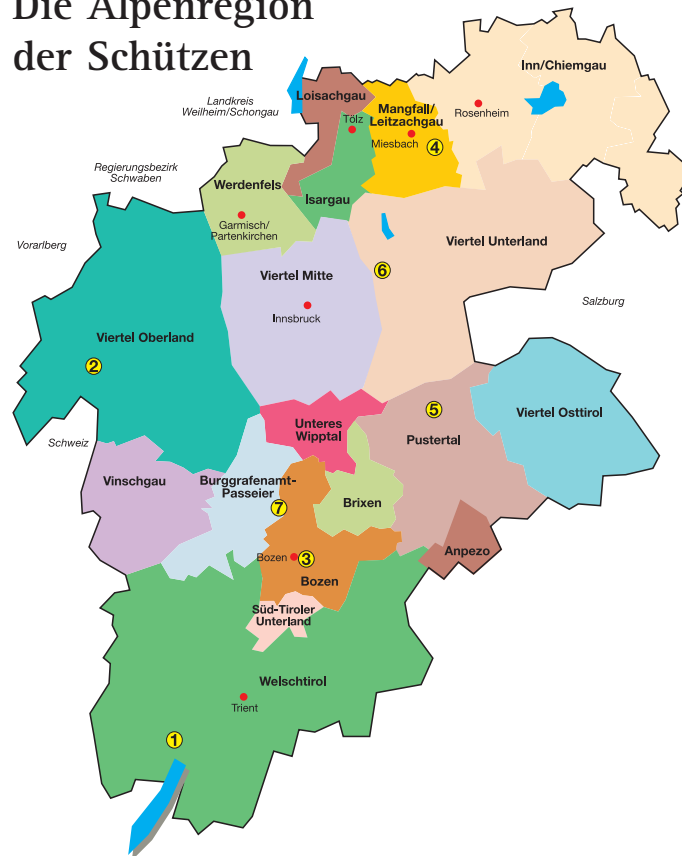 Die Alpenregion
der Schützen
Inn/Chiemgau
Loisachgau
Landkreis
Weilheim/Schongau
Mangfall/
Leitzachgau
Rosenheim
Tölz
Miesbach
4
Regierungsbezirk
Schwaben
Werdenfels
Isargau
Garmisch/
Partenkirchen
Vorarlberg
Viertel Unterland
6
Viertel Mitte
Salzburg
Innsbruck
Viertel Oberland
2
5
Viertel Osttirol
Unteres
Wipptal
Pustertal
Schweiz
Vinschgau
Burggrafenamt-
Passeier
Brixen
7
Anpezo
Bozen
3
Bozen
Süd-Tiroler
Unterland
Welschtirol
Trient
1